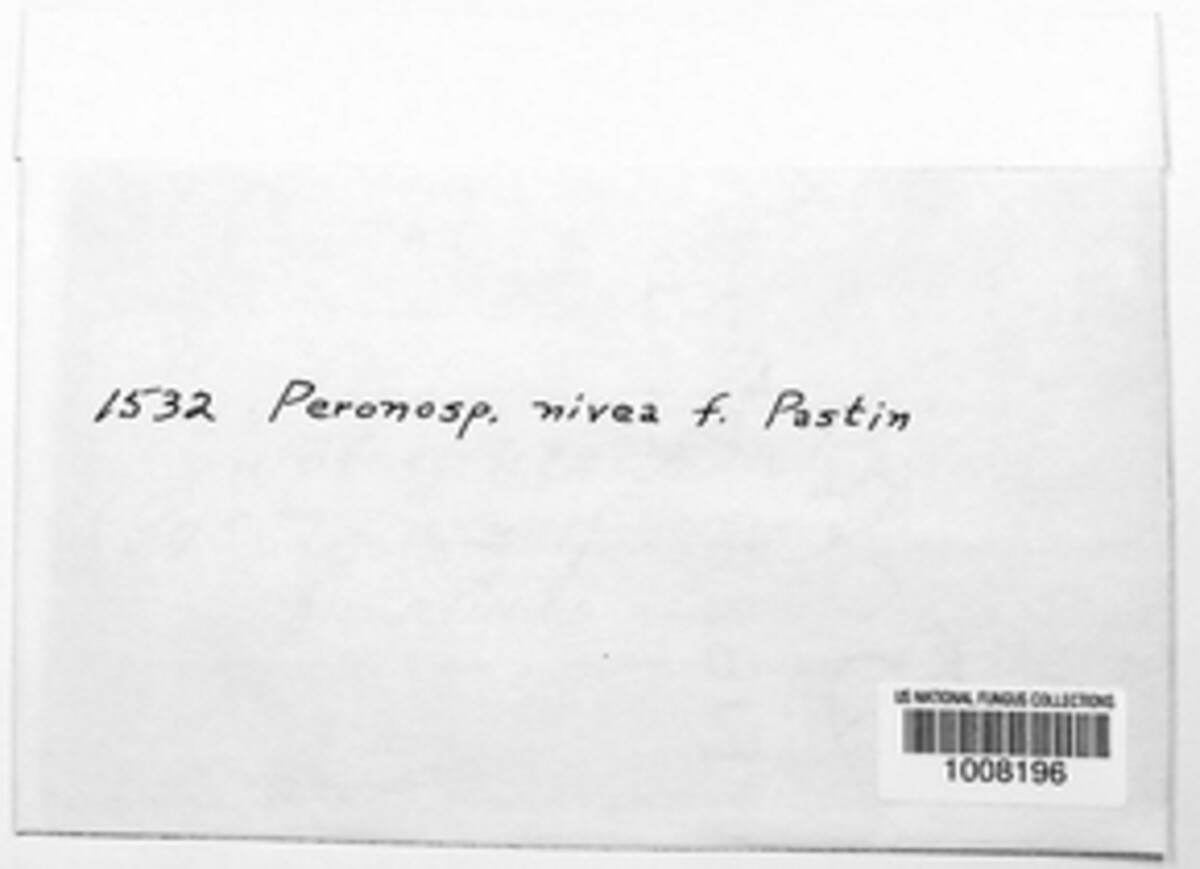 1532 Peronosp. nivea f. Pastin
US NATIONAL FUNGUS COLLECTIONS
1008196